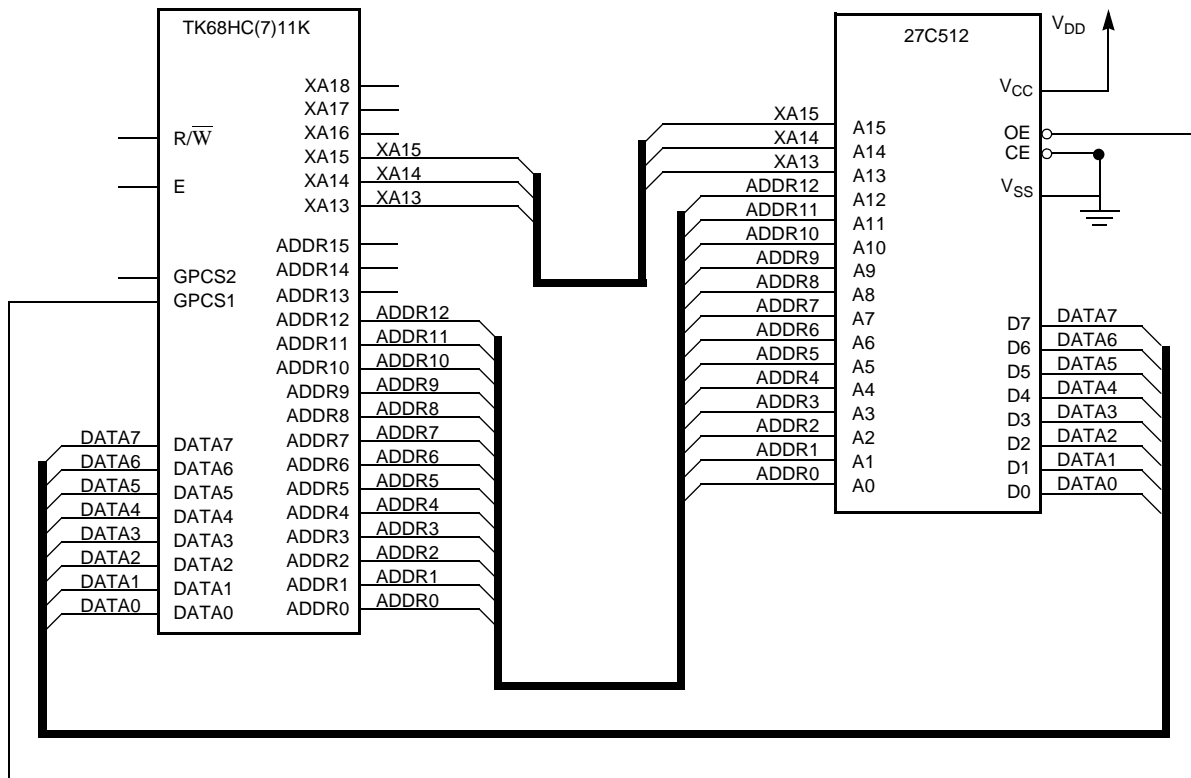 TK68HC(7)11K
XA18
XA17
XA16
XA15
XA14
XA13
ADDR15
ADDR14
ADDR13
ADDR12
ADDR11
ADDR10
ADDR9
ADDR8
ADDR7
ADDR6
ADDR5
ADDR4
ADDR3
ADDR2
ADDR1
ADDR0
R/W̅
E
GPCS2
GPCS1
DATA7
DATA6
DATA5
DATA4
DATA3
DATA2
DATA1
DATA0
DATA7
DATA6
DATA5
DATA4
DATA3
DATA2
DATA1
DATA0
XA15
XA14
XA13
ADDR12
ADDR11
ADDR10
ADDR9
ADDR8
ADDR7
ADDR6
ADDR5
ADDR4
ADDR3
ADDR2
ADDR1
ADDR0
XA15
XA14
XA13
ADDR12
ADDR11
ADDR10
ADDR9
ADDR8
ADDR7
ADDR6
ADDR5
ADDR4
ADDR3
ADDR2
ADDR1
ADDR0
27C512
A15
A14
A13
A12
A11
A10
A9
A8
A7
A6
A5
A4
A3
A2
A1
A0
VDD
VCC
OE
CE
VSS
D7
D6
D5
D4
D3
D2
D1
D0
DATA7
DATA6
DATA5
DATA4
DATA3
DATA2
DATA1
DATA0